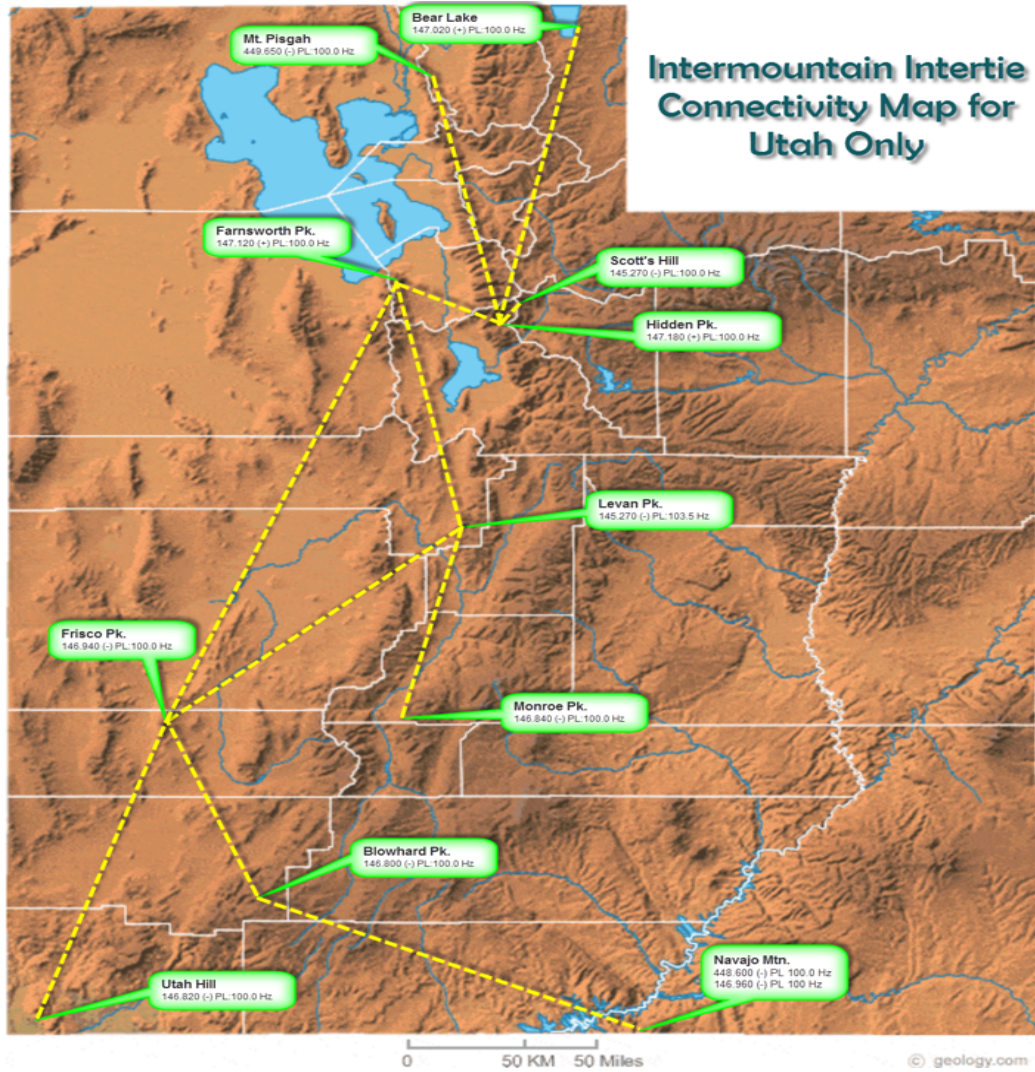 Bear Lake
147.020 (+) PL:100.0 Hz
Mt. Pisgah
449.650 (-) PL:100.0 Hz
Intermountain Intertie
Connectivity Map for
Utah Only
Farnsworth Pk.
147.120 (+) PL:100.0 Hz
Scott's Hill
145.270 (-) PL:100.0 Hz
Hidden Pk.
147.180 (+) PL:100.0 Hz
Levan Pk.
145.270 (-) PL:103.5 Hz
Frisco Pk.
146.940 (-) PL:100.0 Hz
Monroe Pk.
146.840 (-) PL:100.0 Hz
Blowhard Pk.
146.800 (-) PL:100.0 Hz
Navajo Mtn.
448.600 (-) PL 100.0 Hz
146.960 (-) PL 100 Hz
Utah Hill
146.820 (-) PL:100.0 Hz
0 50 KM 50 Miles
© geology.com